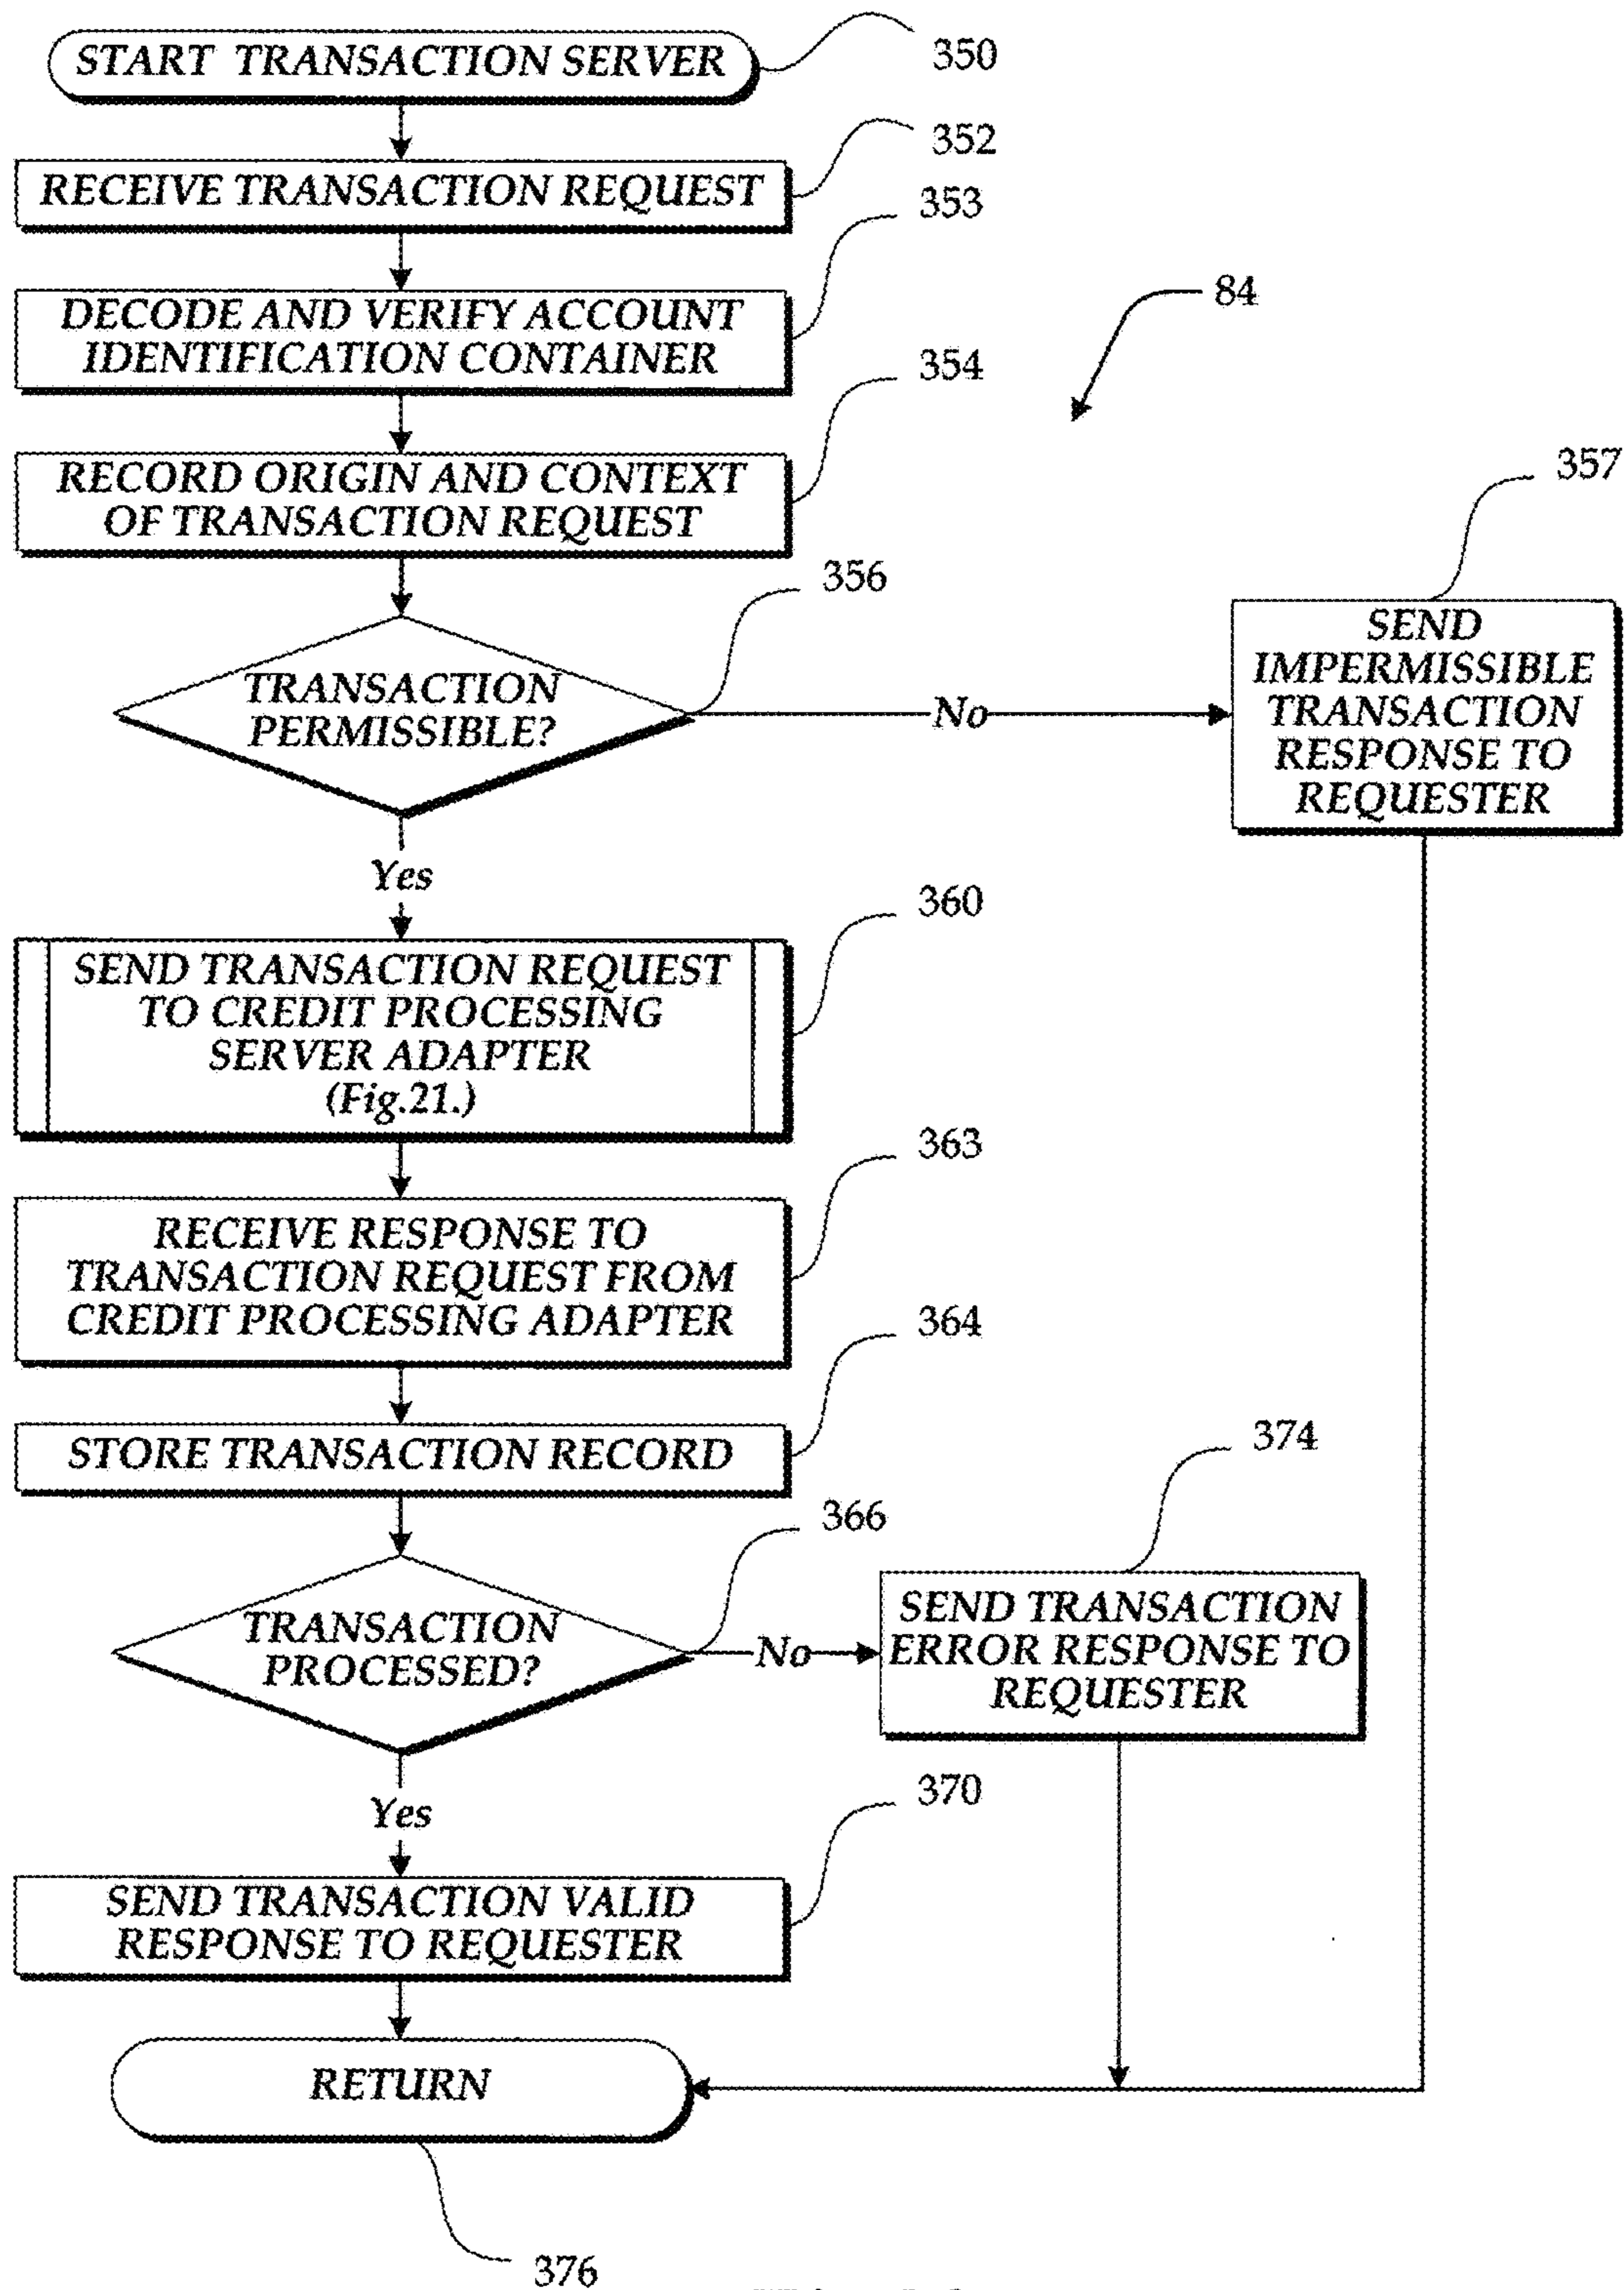 START TRANSACTION SERVER
350
RECEIVE TRANSACTION REQUEST
352
353
DECODE AND VERIFY ACCOUNT
IDENTIFICATION CONTAINER
84
354
RECORD ORIGIN AND CONTEXT
OF TRANSACTION REQUEST
357
356
TRANSACTION
PERMISSIBLE?
No
SEND
IMPERMISSIBLE
TRANSACTION
RESPONSE TO
REQUESTER
Yes
360
SEND TRANSACTION REQUEST
TO CREDIT PROCESSING
SERVER ADAPTER
(Fig.21.)
363
RECEIVE RESPONSE TO
TRANSACTION REQUEST FROM
CREDIT PROCESSING ADAPTER
364
STORE TRANSACTION RECORD
374
366
TRANSACTION
PROCESSED?
No
SEND TRANSACTION
ERROR RESPONSE TO
REQUESTER
Yes
370
SEND TRANSACTION VALID
RESPONSE TO REQUESTER
RETURN
376